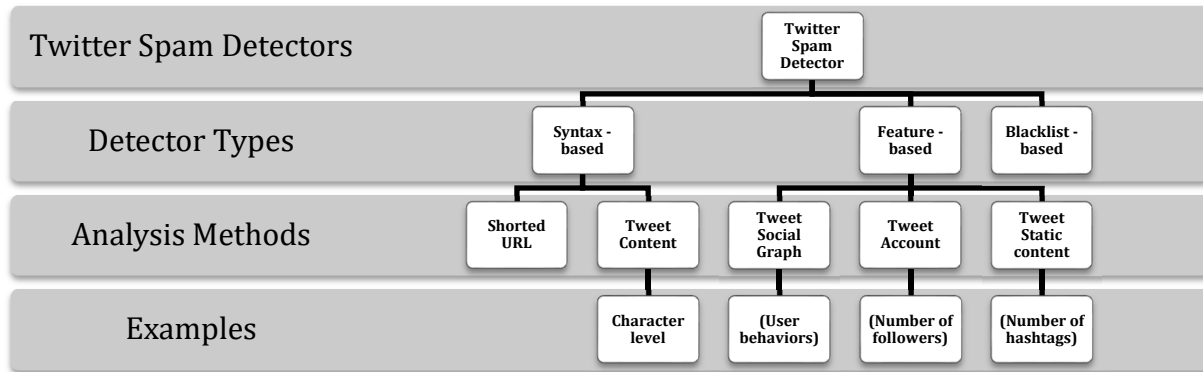 Twitter Spam Detectors
Twitter
Spam
Detector
Detector Types
Syntax -
based
Feature -
based
Blacklist -
based
Analysis Methods
Shorted
URL
Tweet
Content
Tweet
Social
Graph
Tweet
Account
Tweet
Static
content
Examples
Character
level
(User
behaviors)
(Number of
followers)
(Number of
hashtags)